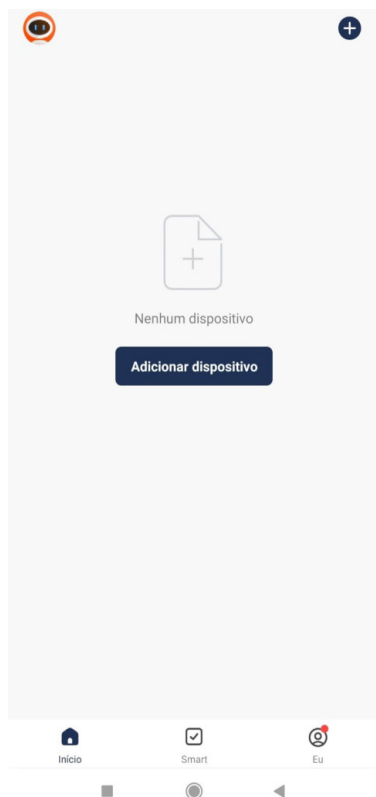 Nenhum dispositivo
Adicionar dispositivo
Início
Smart
Eu